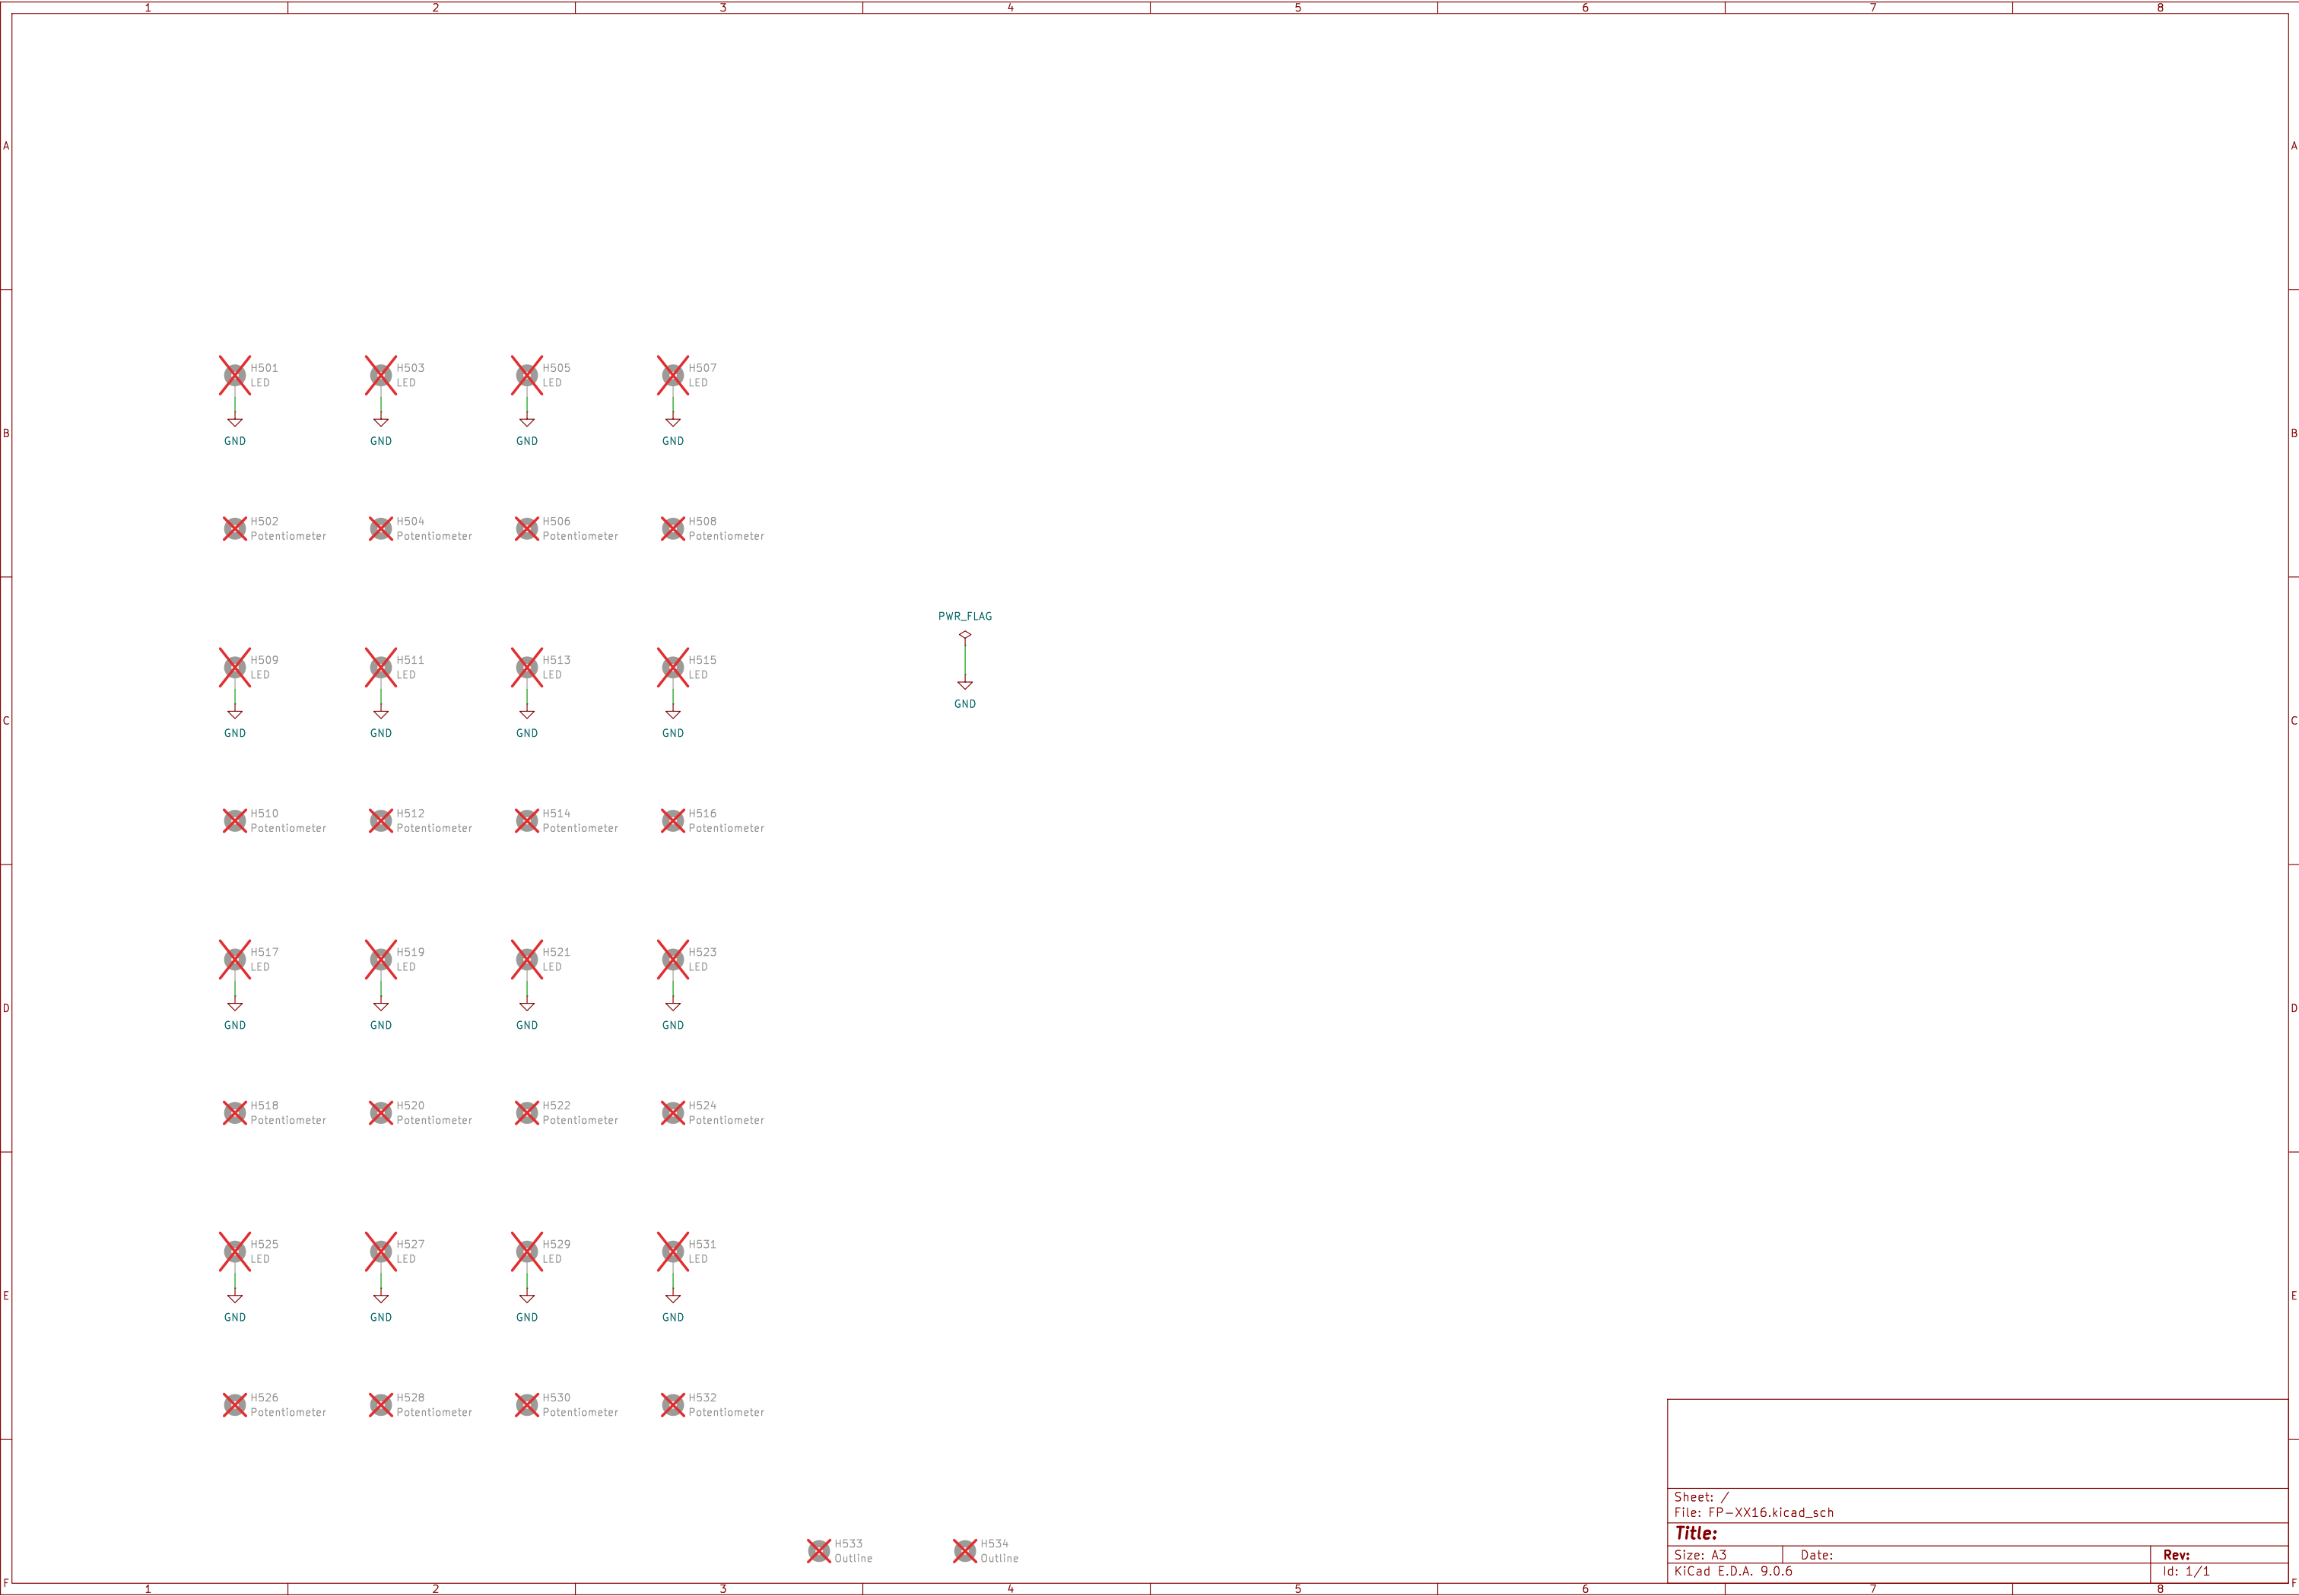 1 2 3 4 5 6 7 8
A A
H501 H503 H505 H507
LED LED LED LED
B B
GND GND GND GND
H502 H504 H506 H508
Potentiometer Potentiometer Potentiometer Potentiometer
PWR_FLAG
H509 H511 H513 H515
LED LED LED LED
GND
C C
GND GND GND GND
H510 H512 H514 H516
Potentiometer Potentiometer Potentiometer Potentiometer
H517 H519 H521 H523
LED LED LED LED
D D
GND GND GND GND
H518 H520 H522 H524
Potentiometer Potentiometer Potentiometer Potentiometer
H525 H527 H529 H531
LED LED LED LED
E E
GND GND GND GND
H526 H528 H530 H532
Potentiometer Potentiometer Potentiometer Potentiometer
Sheet: /
File: FP-XX16.kicad_sch
Title:
H533 H534
Outline Outline
Size: A3 Date: Rev:
KiCad E.D.A. 9.0.6 Id: 1/1
F F
1 2 3 4 5 6 7 8